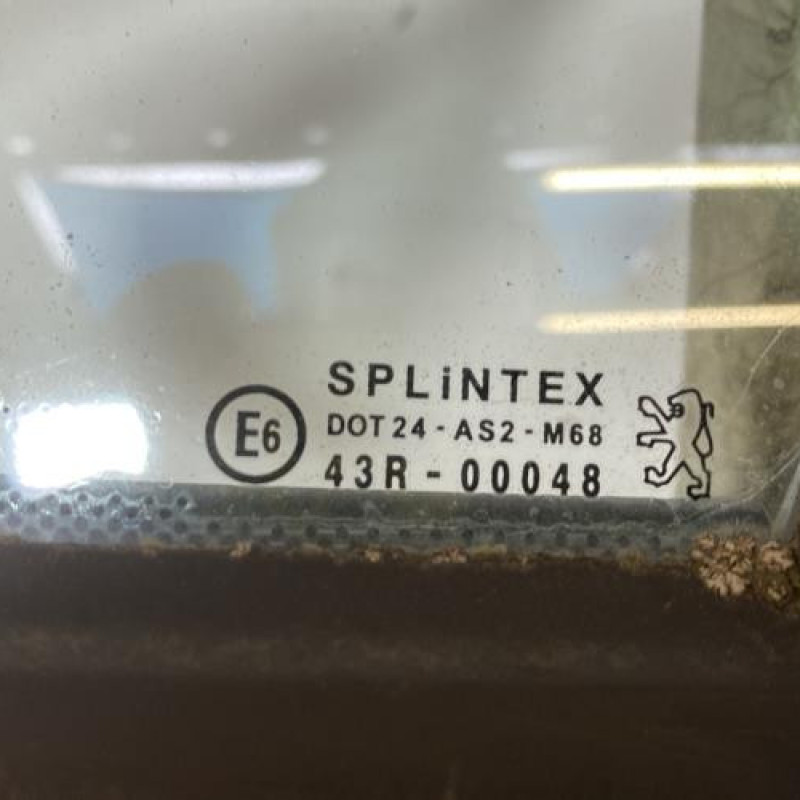 SPLiNTEX
E6
DOT 24 - AS2 - M68
43R - 00048